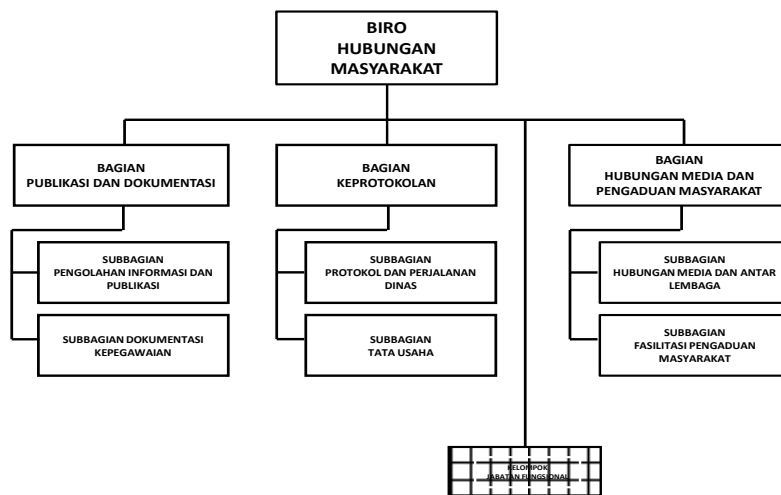 BIRO
HUBUNGAN
MASYARAKAT
BAGIAN
PUBLIKASI DAN DOKUMENTASI
BAGIAN
KEPROTOKOLAN
BAGIAN
HUBUNGAN MEDIA DAN
PENGADUAN MASYARAKAT
SUBBAGIAN
PENGOLAHAN INFORMASI DAN
PUBLIKASI
SUBBAGIAN
PROTOKOL DAN PERJALANAN
DINAS
SUBBAGIAN
HUBUNGAN MEDIA DAN ANTAR
LEMBAGA
SUBBAGIAN DOKUMENTASI
KEPEGAWAIAN
SUBBAGIAN
TATA USAHA
SUBBAGIAN
FASILITASI PENGADUAN
MASYARAKAT
KELOMPOK
JABATAN FUNGSIONAL